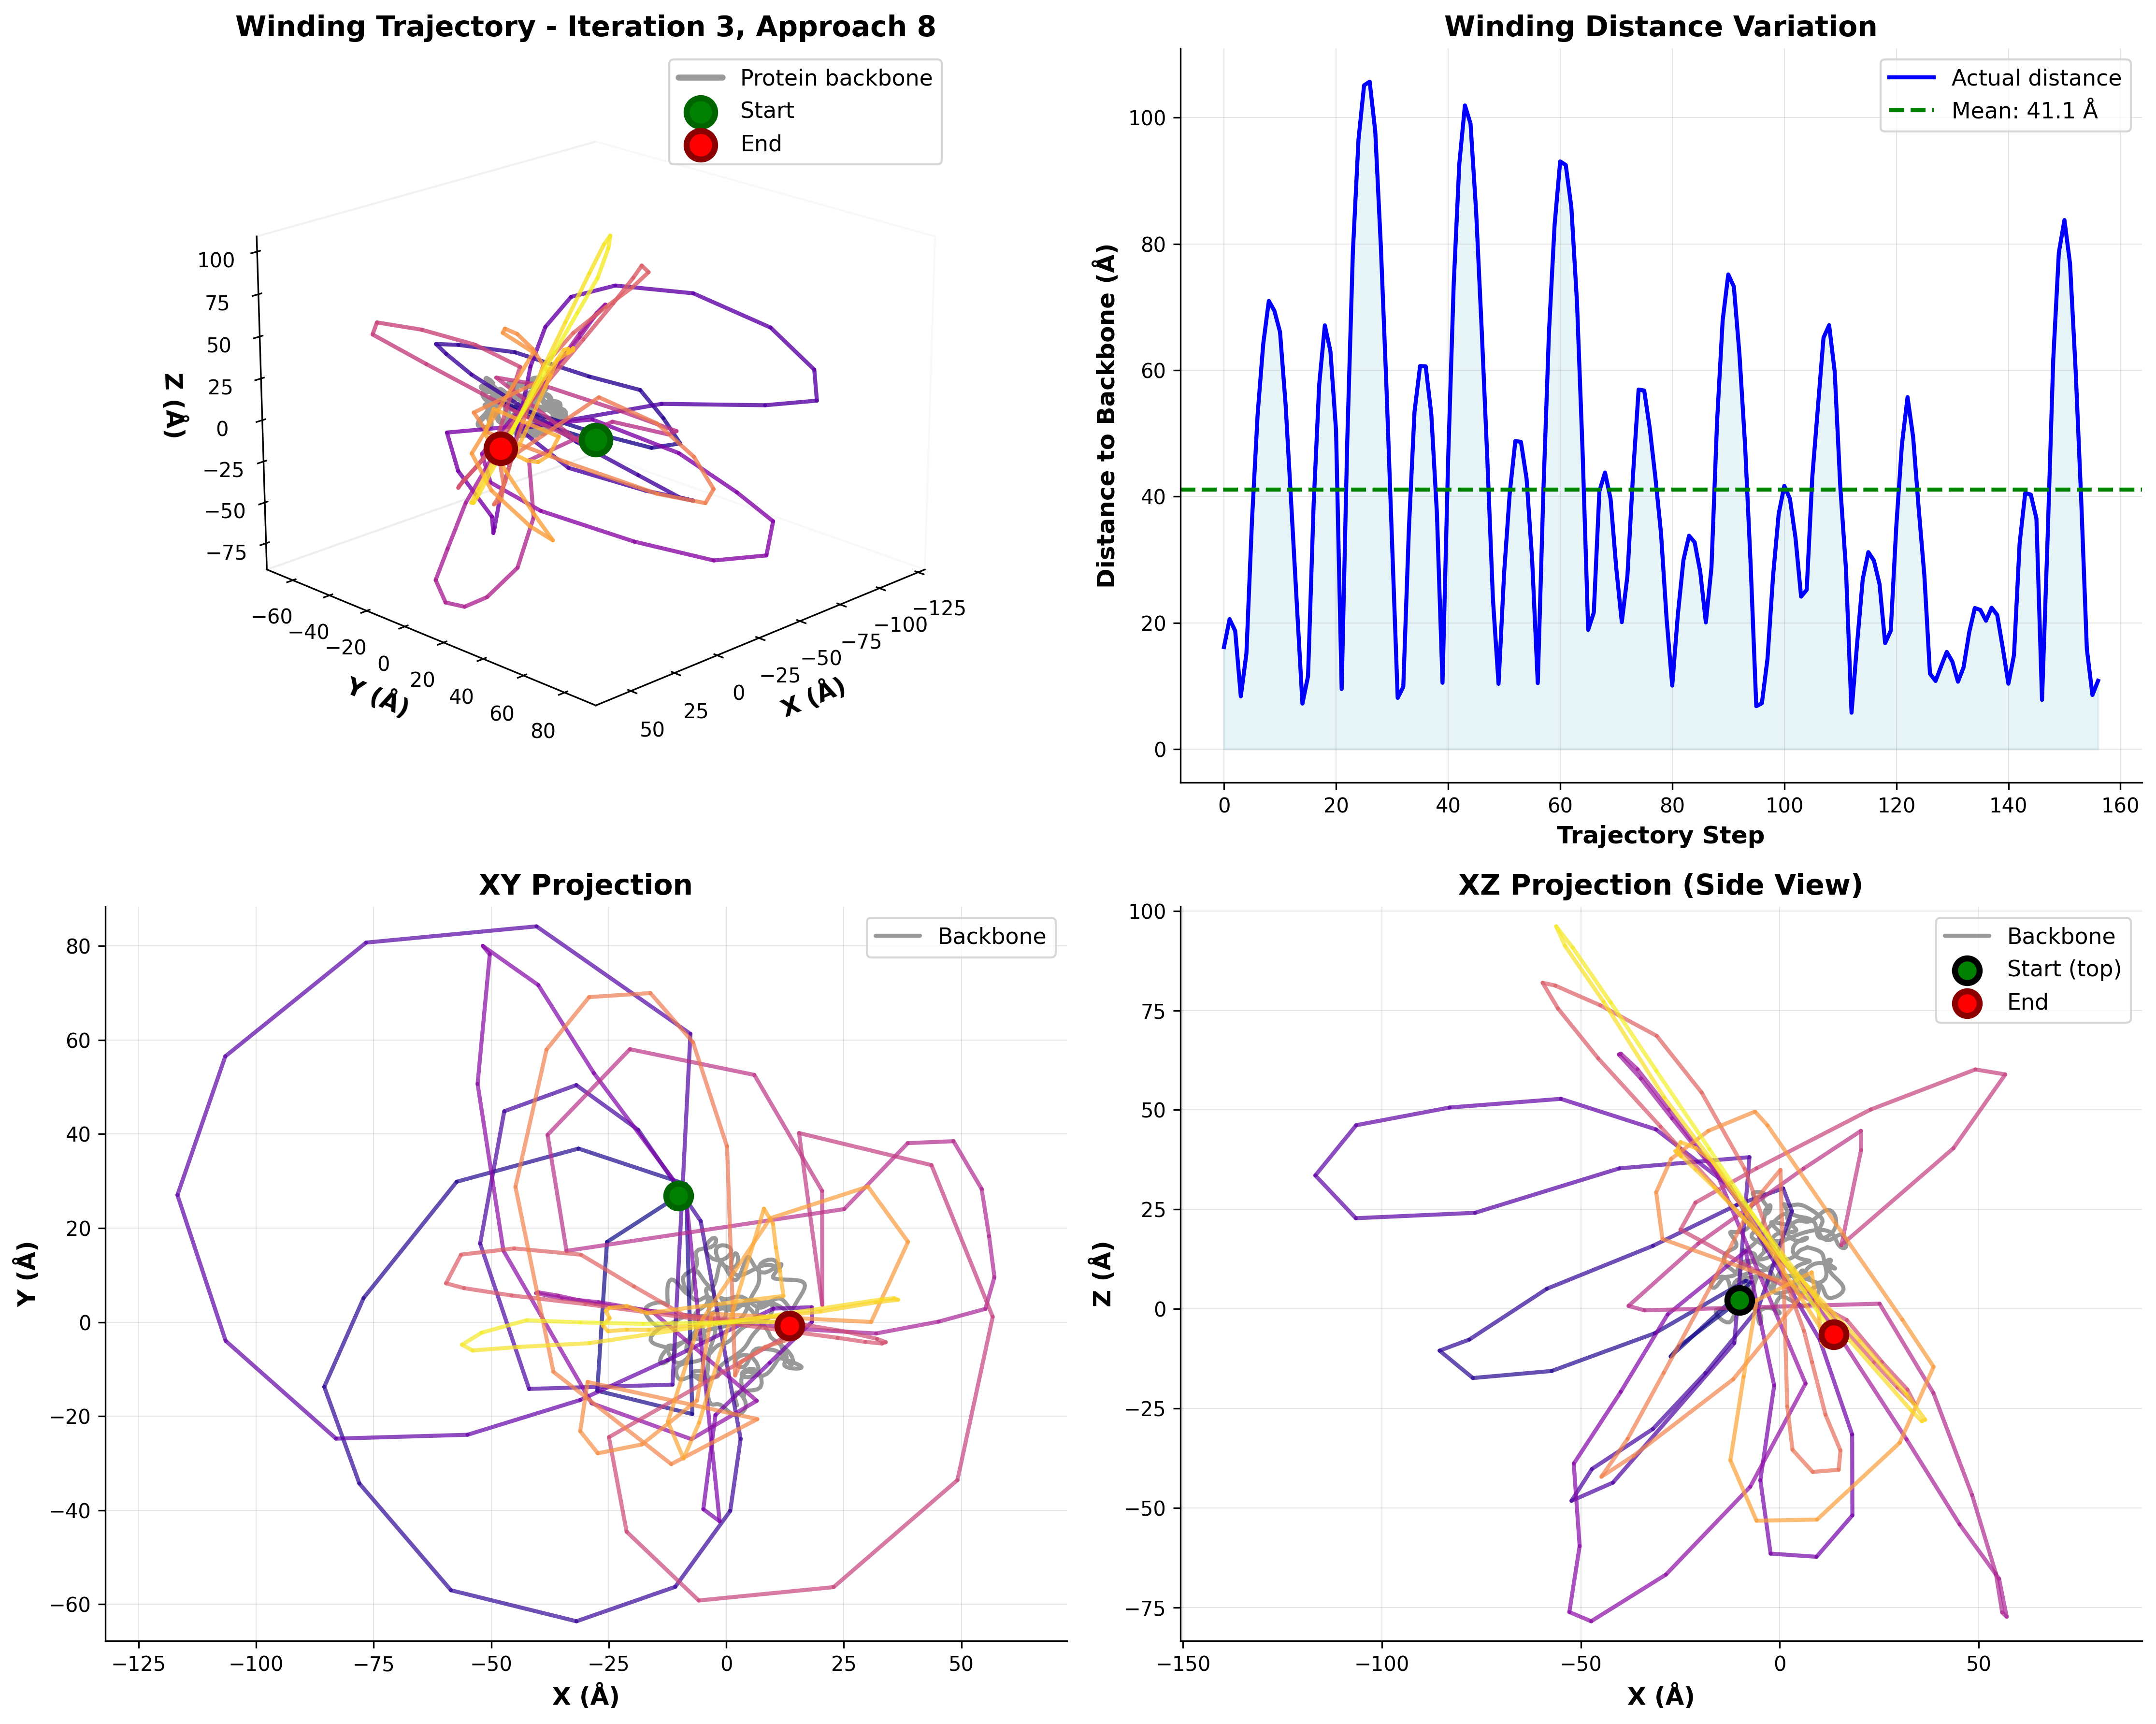 Winding Trajectory - Iteration 3, Approach 8
Protein backbone
Start
End
100
75
50
25
0
−25
−50
−75
Z (Å)
−60
−40
−20
0
20
40
60
80
Y (Å)
50
25
0
−25
−50
−75
−100
−125
X (Å)
Winding Distance Variation
Actual distance
Mean: 41.1 Å
100
80
60
40
20
0
Distance to Backbone (Å)
0 20 40 60 80 100 120 140 160
Trajectory Step
XY Projection
Backbone
80
60
40
20
0
−20
−40
−60
Y (Å)
−125 −100 −75 −50 −25 0 25 50
X (Å)
XZ Projection (Side View)
Backbone
Start (top)
End
100
75
50
25
0
−25
−50
−75
Z (Å)
−150 −100 −50 0 50
X (Å)